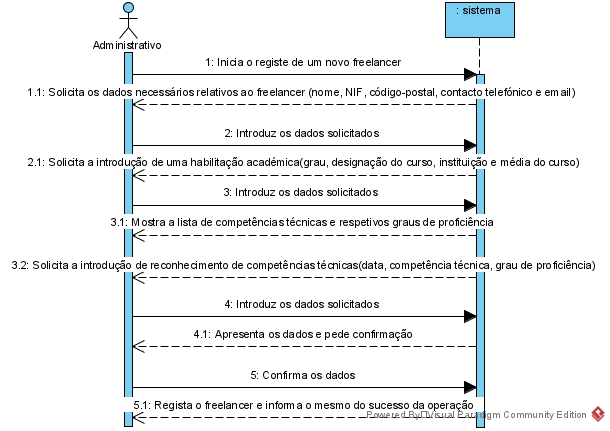 : sistema
Administrativo
1: Inicia o registe de um novo freelancer
1.1: Solicita os dados necessários relativos ao freelancer (nome, NIF, código-postal, contacto telefónico e email)
2: Introduz os dados solicitados
2.1: Solicita a introdução de uma habilitação académica(grau, designação do curso, instituição e média do curso)
3: Introduz os dados solicitados
3.1: Mostra a lista de competências técnicas e respetivos graus de proficiência
3.2: Solicita a introdução de reconhecimento de competências técnicas(data, competência técnica, grau de proficiência)
4: Introduz os dados solicitados
4.1: Apresenta os dados e pede confirmação
5: Confirma os dados
5.1: Regista o freelancer e informa o mesmo do sucesso da operação
Powered By Visual Paradigm Community Edition